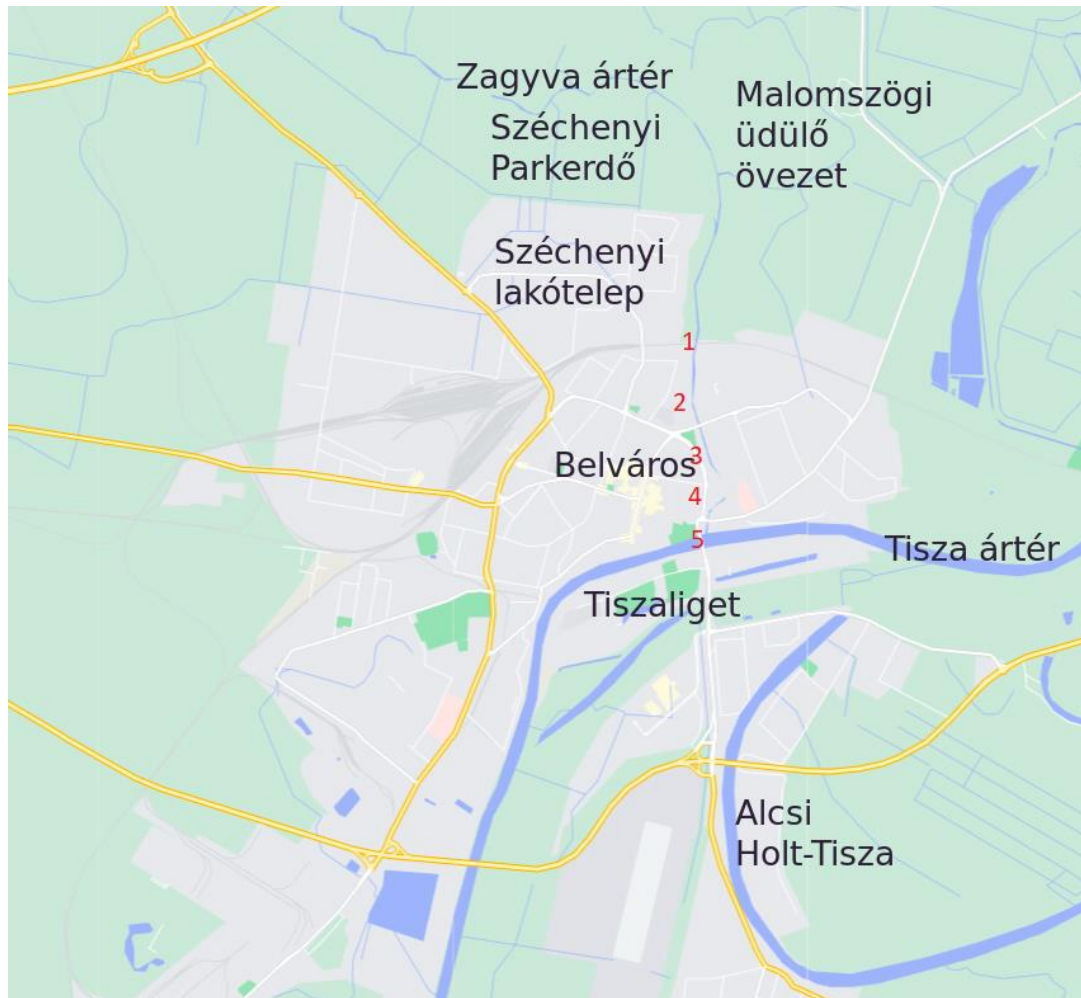 Zagyva ártér
Széchenyi
Parkerdő
Malomszögi
üdülő
övezet
Széchenyi
lakótelep
1
2
3
Belváros
4
5
Tisza ártér
Tiszaliget
Alcsi
Holt-Tisza